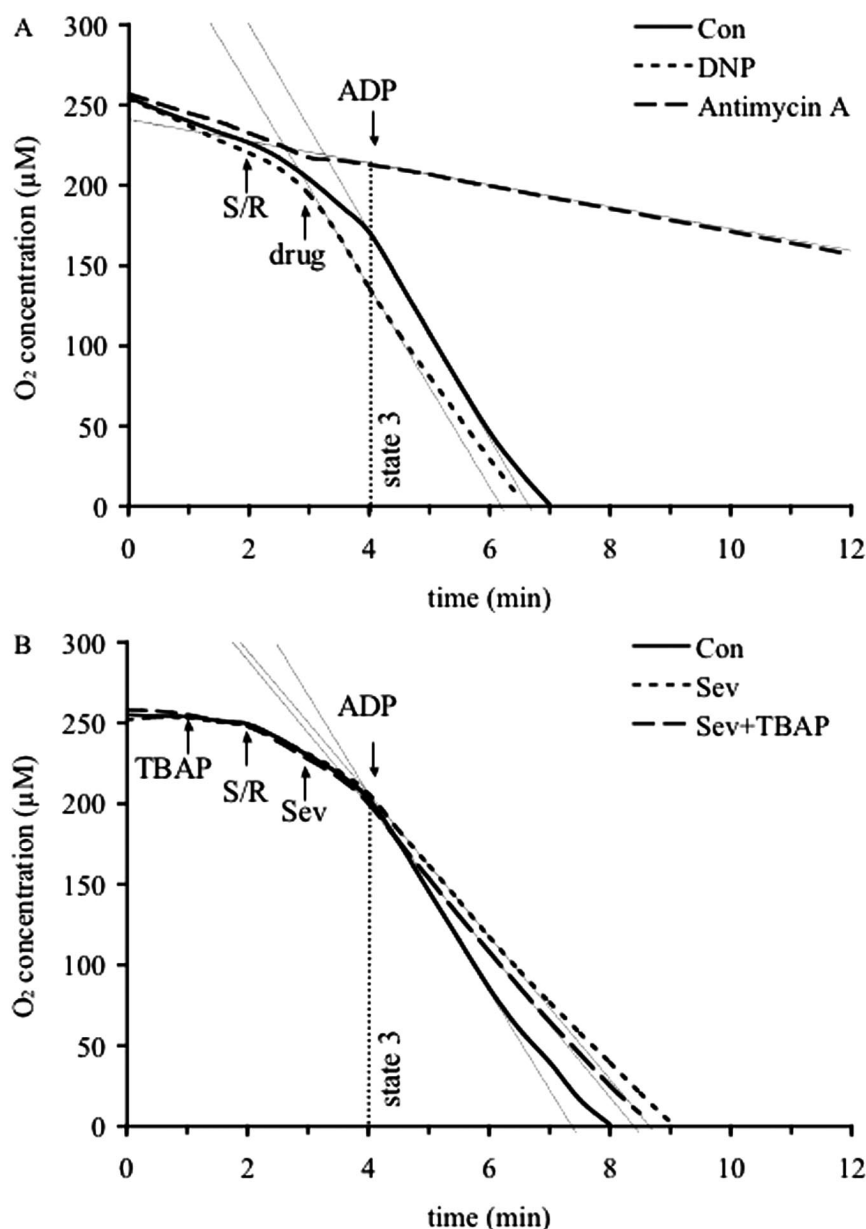 A
300
250
200
150
100
50
0
O₂ concentration (µM)
Con
DNP
Antimycin A
ADP
S/R
drug
state 3
0 2 4 6 8 10 12
time (min)
B
300
250
200
150
100
50
0
O₂ concentration (µM)
Con
Sev
Sev+TBAP
ADP
TBAP
S/R
Sev
state 3
0 2 4 6 8 10 12
time (min)